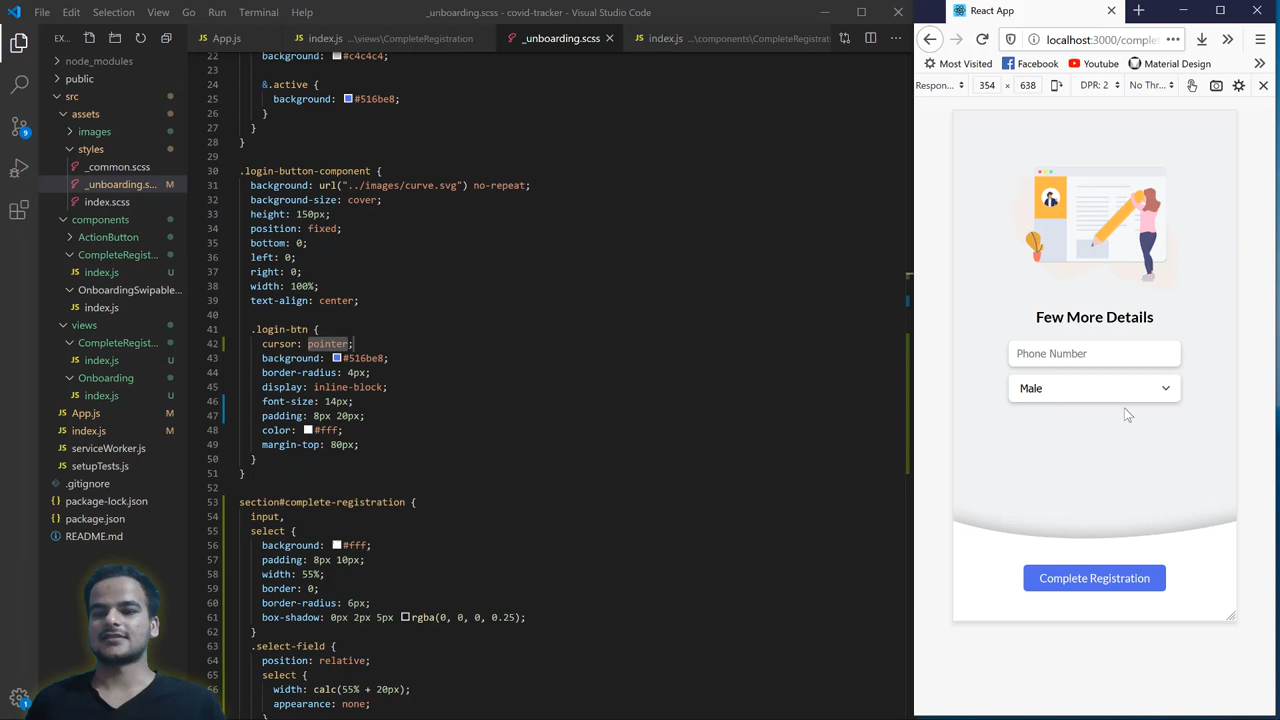 File Edit Selection View Go Run Terminal Help
_unboarding.scss - covid-tracker - Visual Studio Code
EX...
App.js
index.js ...\views\CompleteRegistration
_unboarding.scss
index.js ...\components\CompleteRegistrati
node_modules
public
src
assets
images
styles
_common.scss
_unboarding.s... M
index.scss
components
ActionButton
CompleteRegist...
index.js U
OnboardingSwipable...
index.js
views
CompleteRegist...
index.js U
Onboarding
index.js U
App.js M
index.js M
serviceWorker.js
setupTests.js
.gitignore
package-lock.json
package.json
README.md
9
1
22 background: #c4c4c4;
23
24 &.active {
25 background: #516be8;
26 }
27 }
28 }
29
30 .login-button-component {
31 background: url("../images/curve.svg") no-repeat;
32 background-size: cover;
33 height: 150px;
34 position: fixed;
35 bottom: 0;
36 left: 0;
37 right: 0;
38 width: 100%;
39 text-align: center;
40
41 .login-btn {
42 cursor: pointer;
43 background: #516be8;
44 border-radius: 4px;
45 display: inline-block;
46 font-size: 14px;
47 padding: 8px 20px;
48 color: #fff;
49 margin-top: 80px;
50 }
51 }
52
53 section#complete-registration {
54 input,
55 select {
56 background: #fff;
57 padding: 8px 10px;
58 width: 55%;
59 border: 0;
60 border-radius: 6px;
61 box-shadow: 0px 2px 5px rgba(0, 0, 0, 0.25);
62 }
63 .select-field {
64 position: relative;
65 select {
66 width: calc(55% + 20px);
appearance: none;
React App
localhost:3000/comple
Most Visited Facebook Youtube Material Design
Respon... 354 × 638 DPR: 2 No Thr...
Few More Details
Phone Number
Male
Complete Registration